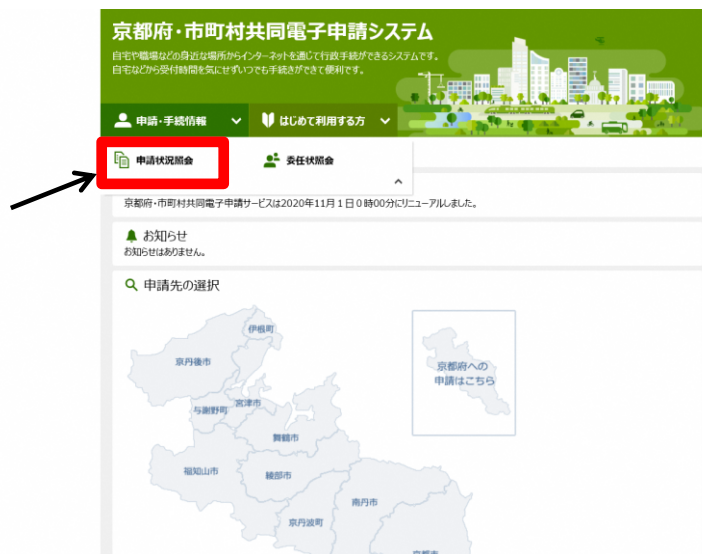 京都府・市町村共同電子申請システム
自宅や職場などの身近な場所からインターネットを通じて行政手続ができるシステムです。
自宅などから受付時間を気にせずいつでも手続きができて便利です。
申請・手続情報 はじめて利用する方
申請状況照会 委任状照会
京都府・市町村共同電子申請サービスは2020年11月1日0時00分にリニューアルしました。
お知らせ
お知らせはありません。
申請先の選択
伊根町
京丹後市
京都府への
申請はこちら
宮津市
与謝野町
舞鶴市
福知山市
綾部市
南丹市
京丹波町
京都市